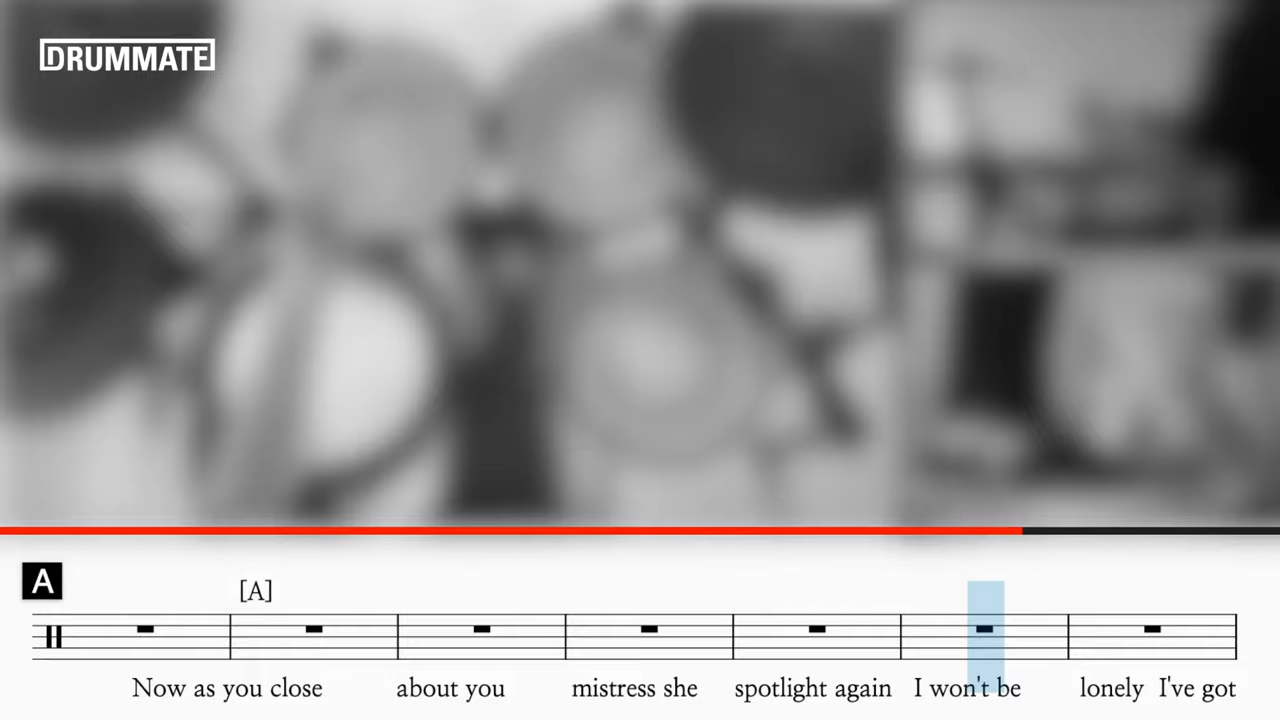 DRUMMATE
A
[A]
Now as you close about you mistress she spotlight again I won't be lonely I've got